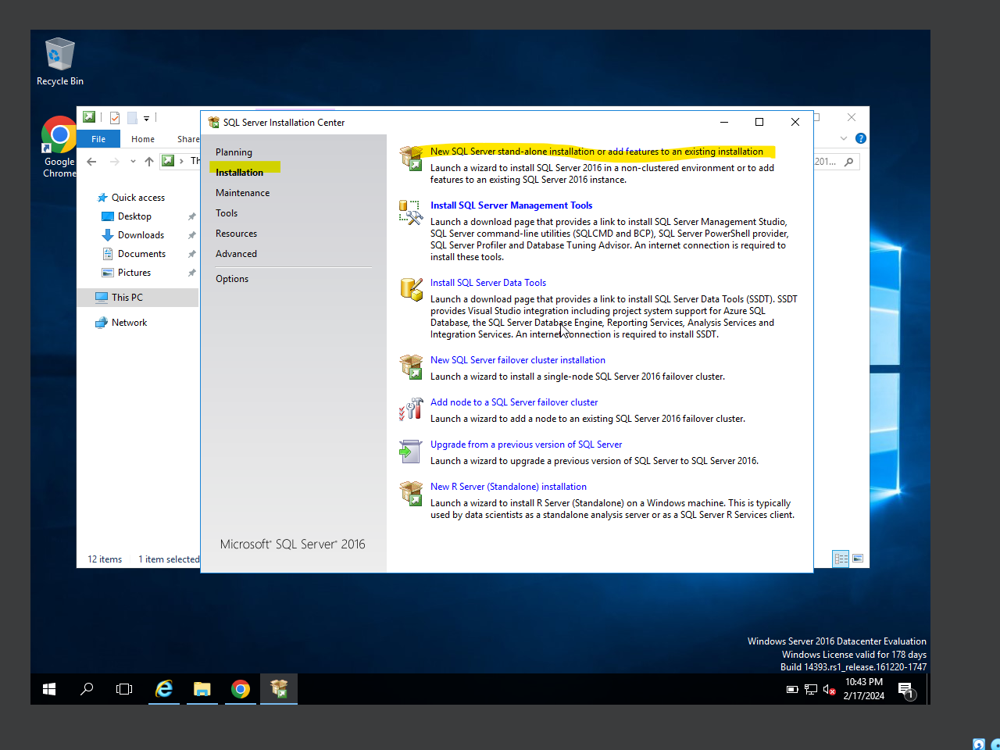 Recycle Bin
Google Chrome
File
Home
Share
Th
201...
Quick access
Desktop
Downloads
Documents
Pictures
This PC
Network
12 items
1 item selected
SQL Server Installation Center
Planning
Installation
Maintenance
Tools
Resources
Advanced
Options
Microsoft® SQL Server® 2016
New SQL Server stand-alone installation or add features to an existing installation
Launch a wizard to install SQL Server 2016 in a non-clustered environment or to add
features to an existing SQL Server 2016 instance.
Install SQL Server Management Tools
Launch a download page that provides a link to install SQL Server Management Studio,
SQL Server command-line utilities (SQLCMD and BCP), SQL Server PowerShell provider,
SQL Server Profiler and Database Tuning Advisor. An internet connection is required to
install these tools.
Install SQL Server Data Tools
Launch a download page that provides a link to install SQL Server Data Tools (SSDT). SSDT
provides Visual Studio integration including project system support for Azure SQL
Database, the SQL Server Database Engine, Reporting Services, Analysis Services and
Integration Services. An internet connection is required to install SSDT.
New SQL Server failover cluster installation
Launch a wizard to install a single-node SQL Server 2016 failover cluster.
Add node to a SQL Server failover cluster
Launch a wizard to add a node to an existing SQL Server 2016 failover cluster.
Upgrade from a previous version of SQL Server
Launch a wizard to upgrade a previous version of SQL Server to SQL Server 2016.
New R Server (Standalone) installation
Launch a wizard to install R Server (Standalone) on a Windows machine. This is typically
used by data scientists as a standalone analysis server or as a SQL Server R Services client.
Windows Server 2016 Datacenter Evaluation
Windows License valid for 178 days
Build 14393.rs1_release.161220-1747
10:43 PM
2/17/2024
1